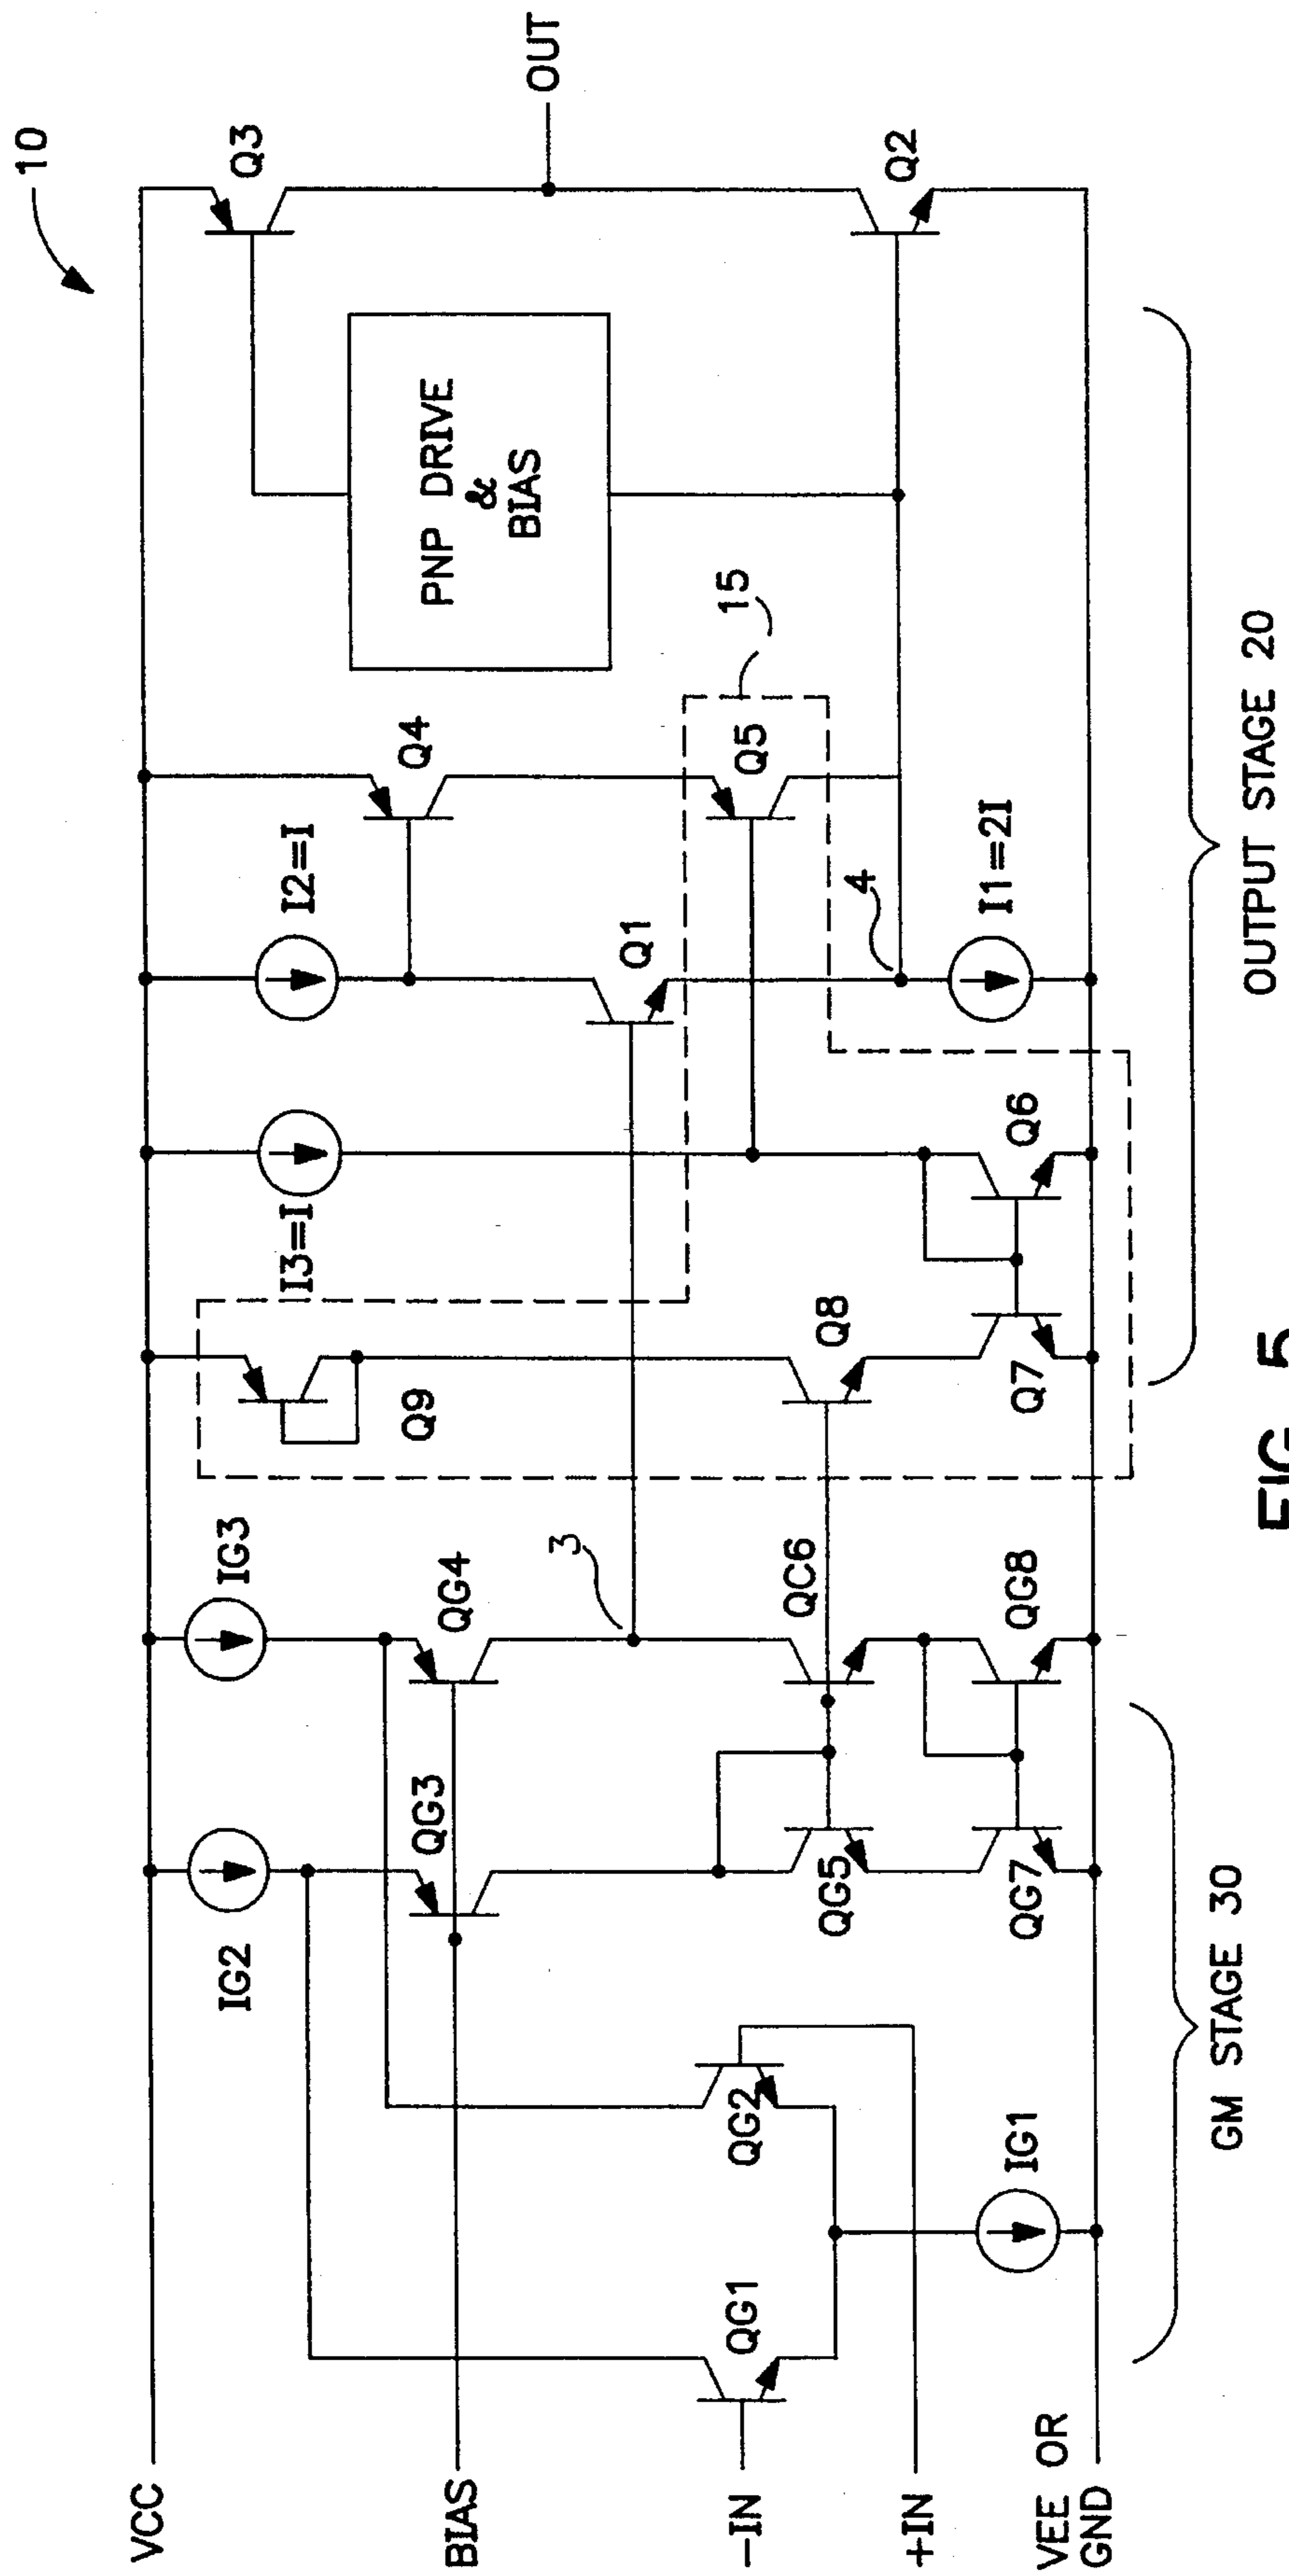 10
VCC
BIAS
-IN
+IN
VEE OR
GND
QG1
QG2
IG1
IG2
QG3
IG3
QG4
3
QG5
QC6
QG7
QG8
Q9
Q8
Q7
I3=I
Q6
I2=I
Q1
4
I1=2I
Q4
Q5
15
PNP DRIVE
&
BIAS
Q3
Q2
OUT
GM STAGE 30
OUTPUT STAGE 20